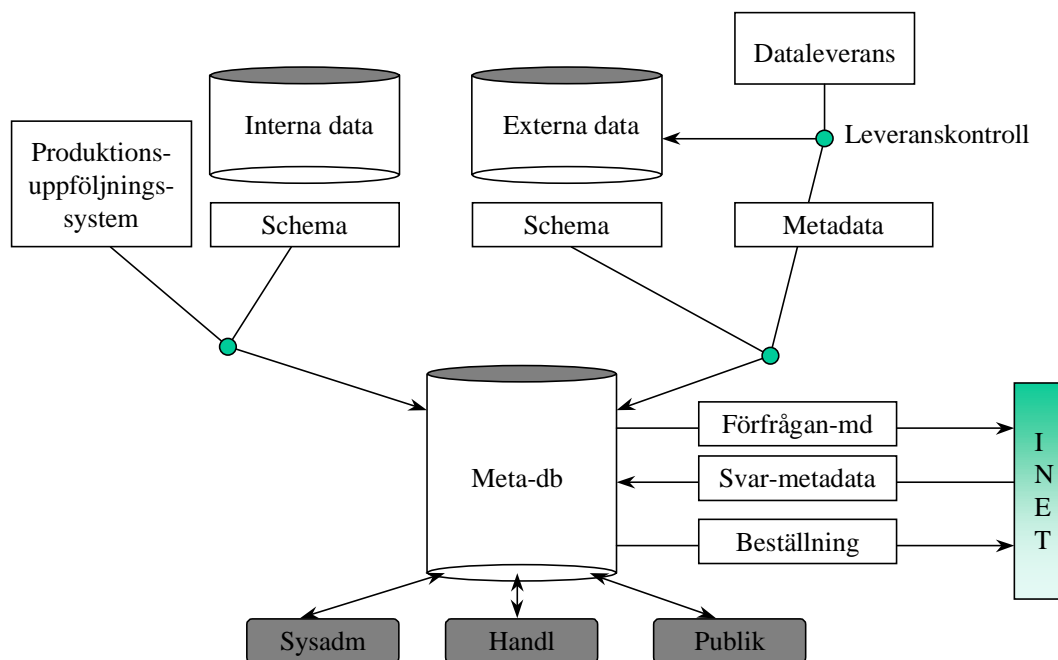 Dataleverans
Interna data
Externa data
Leveranskontroll
Produktions-
uppföljnings-
system
Schema
Schema
Metadata
Meta-db
Förfrågan-md
Svar-metadata
Beställning
I
N
E
T
Sysadm
Handl
Publik